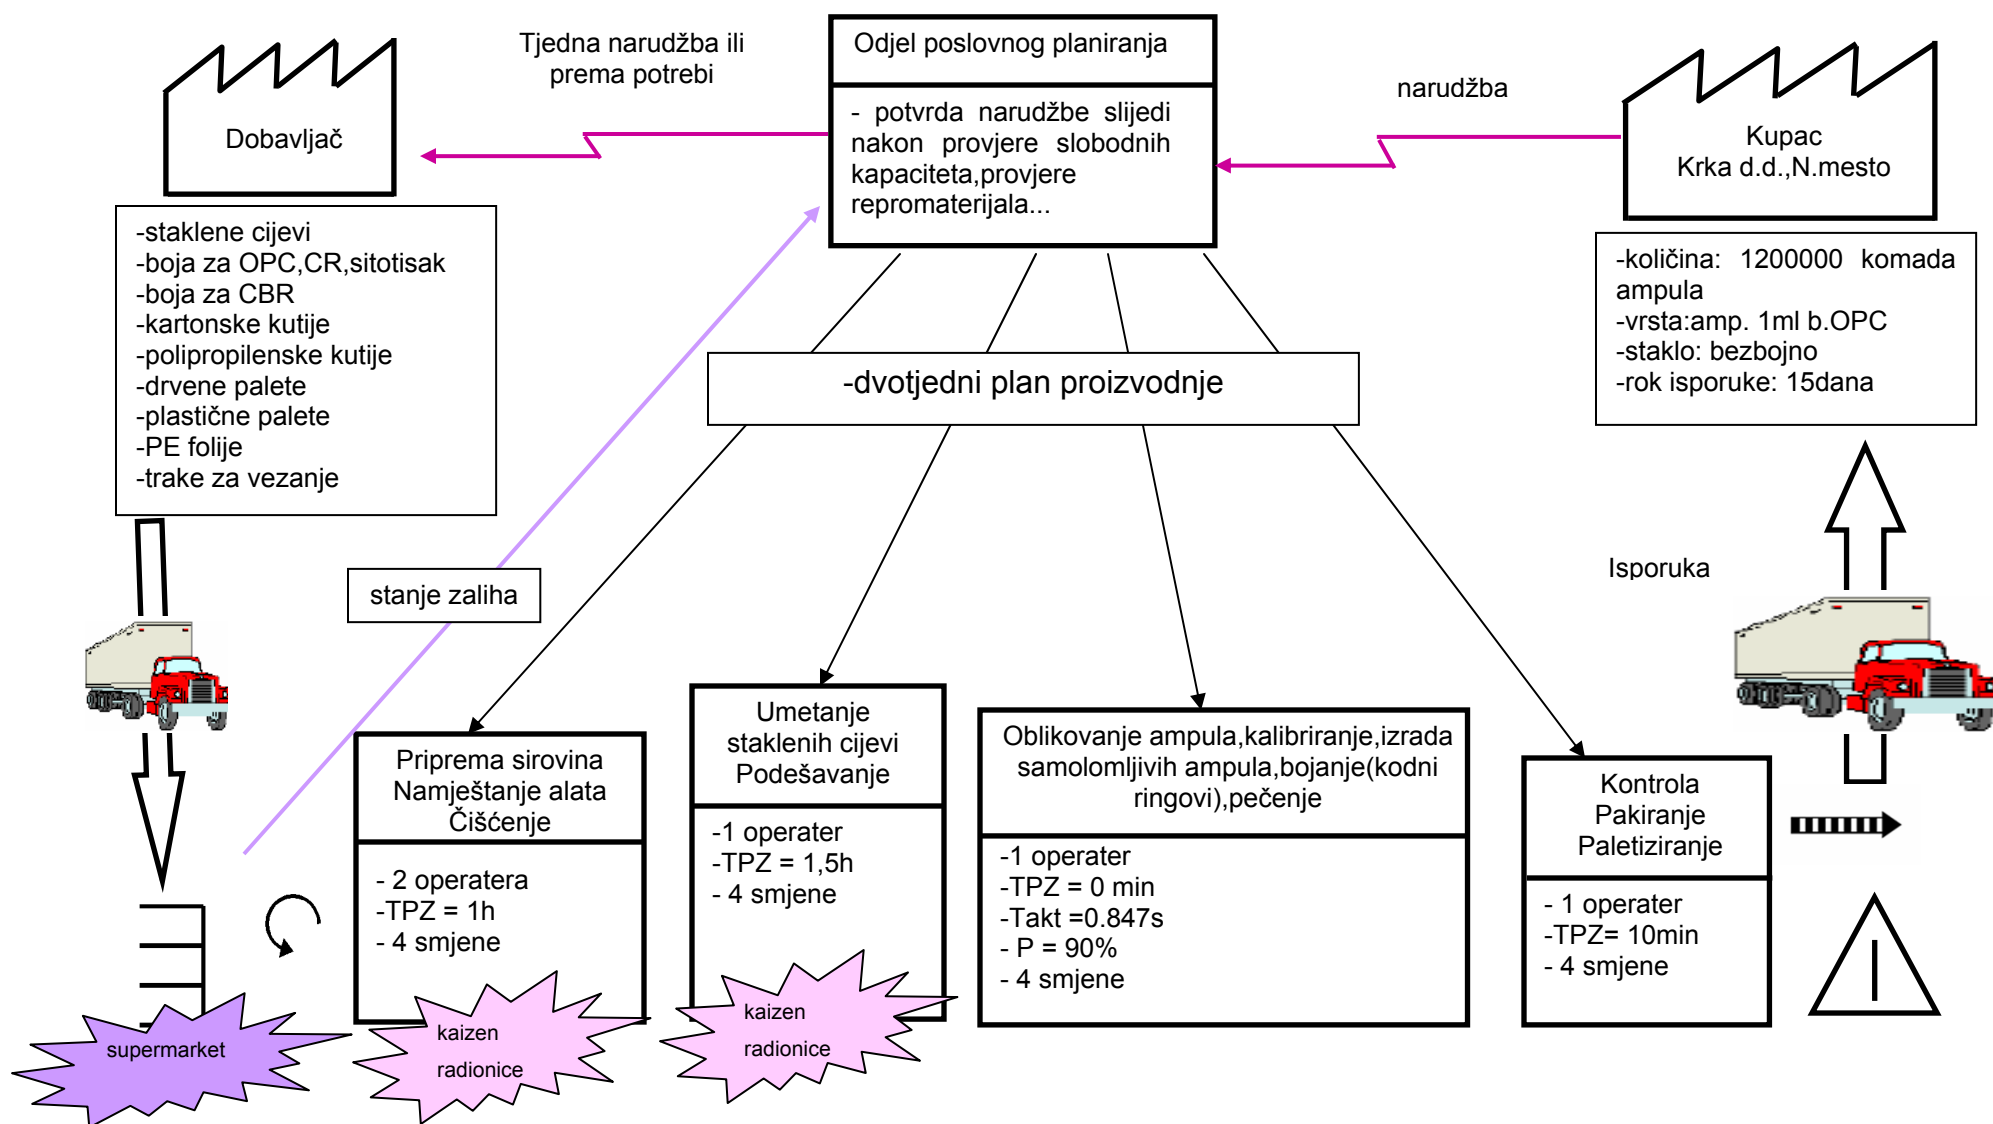 Tjedna narudžba ili
prema potrebi
Odjel poslovnog planiranja
- potvrda narudžbe slijedi
nakon provjere slobodnih
kapaciteta,provjere
repromaterijala...
narudžba
Dobavljač
Kupac
Krka d.d.,N.mesto
-staklene cijevi
-boja za OPC,CR,sitotisak
-boja za CBR
-kartonske kutije
-polipropilenske kutije
-drvene palete
-plastične palete
-PE folije
-trake za vezanje
-količina: 1200000 komada
ampula
-vrsta:amp. 1ml b.OPC
-staklo: bezbojno
-rok isporuke: 15dana
-dvotjedni plan proizvodnje
stanje zaliha
Isporuka
Priprema sirovina
Namještanje alata
Čišćenje
- 2 operatera
-TPZ = 1h
- 4 smjene
Umetanje
staklenih cijevi
Podešavanje
-1 operater
-TPZ = 1,5h
- 4 smjene
Oblikovanje ampula,kalibriranje,izrada
samolomljivih ampula,bojanje(kodni
ringovi),pečenje
-1 operater
-TPZ = 0 min
-Takt =0.847s
- P = 90%
- 4 smjene
Kontrola
Pakiranje
Paletiziranje
- 1 operater
-TPZ= 10min
- 4 smjene
I
supermarket
kaizen
radionice
kaizen
radionice